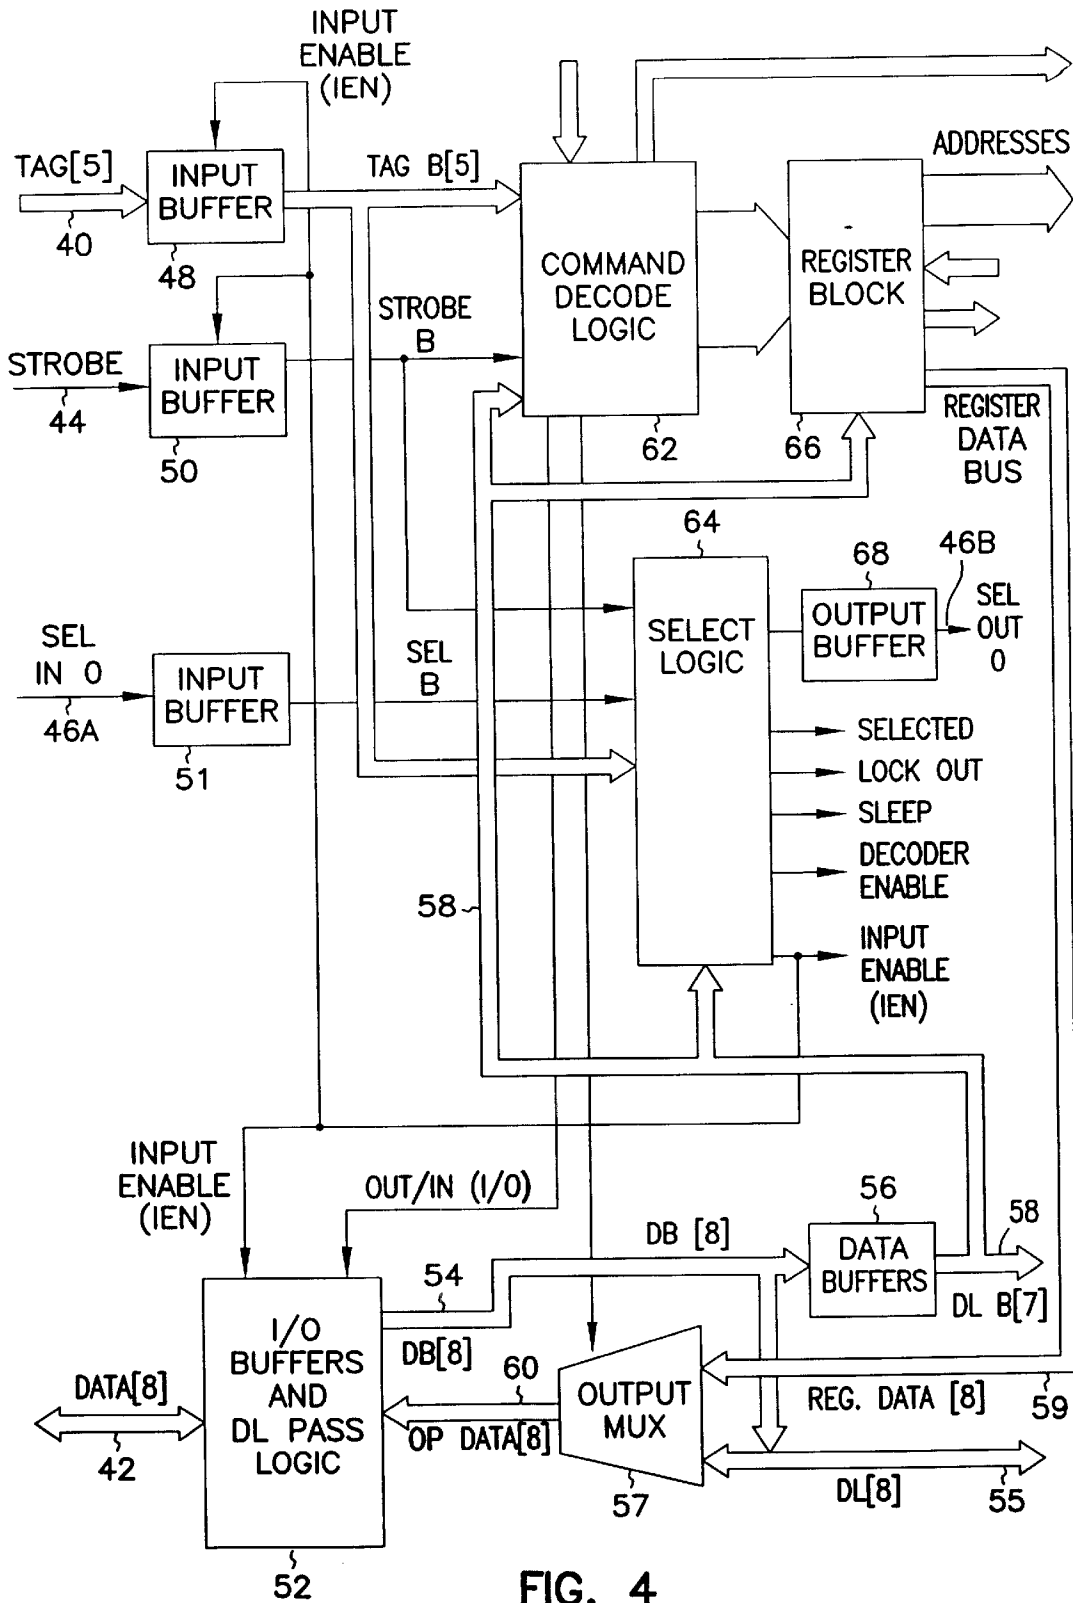 INPUT
ENABLE
(IEN)
TAG[5]
40
INPUT
BUFFER
48
TAG B[5]
COMMAND
DECODE
LOGIC
62
ADDRESSES
REGISTER
BLOCK
66
REGISTER
DATA
BUS
STROBE
44
INPUT
BUFFER
50
STROBE
B
64
SELECT
LOGIC
68
OUTPUT
BUFFER
46B
SEL
OUT
0
SEL
IN 0
46A
INPUT
BUFFER
51
SEL
B
SELECTED
LOCK OUT
SLEEP
DECODER
ENABLE
INPUT
ENABLE
(IEN)
58
INPUT
ENABLE
(IEN)
OUT/IN (I/O)
DB [8]
56
DATA
BUFFERS
58
DL B[7]
54
DB[8]
I/O
BUFFERS
AND
DL PASS
LOGIC
52
DATA[8]
42
60
OP DATA[8]
OUTPUT
MUX
57
REG. DATA [8]
59
DL[8]
55
FIG. 4